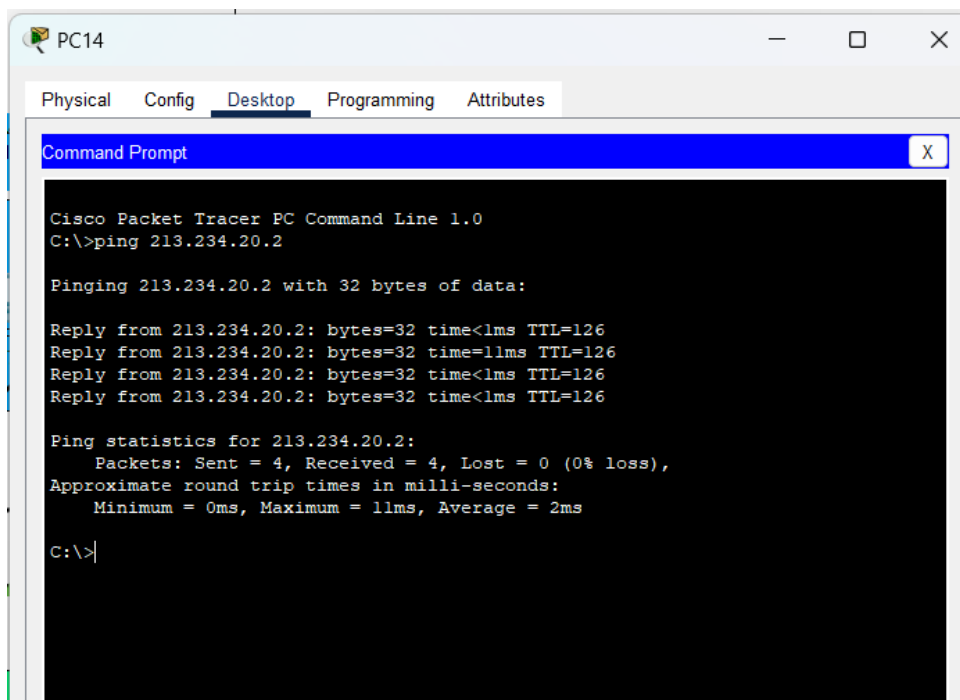 PC14
Physical Config Desktop Programming Attributes
Command Prompt X
Cisco Packet Tracer PC Command Line 1.0
C:\>ping 213.234.20.2
Pinging 213.234.20.2 with 32 bytes of data:
Reply from 213.234.20.2: bytes=32 time<1ms TTL=126
Reply from 213.234.20.2: bytes=32 time=11ms TTL=126
Reply from 213.234.20.2: bytes=32 time<1ms TTL=126
Reply from 213.234.20.2: bytes=32 time<1ms TTL=126
Ping statistics for 213.234.20.2:
Packets: Sent = 4, Received = 4, Lost = 0 (0% loss),
Approximate round trip times in milli-seconds:
Minimum = 0ms, Maximum = 11ms, Average = 2ms
C:\>